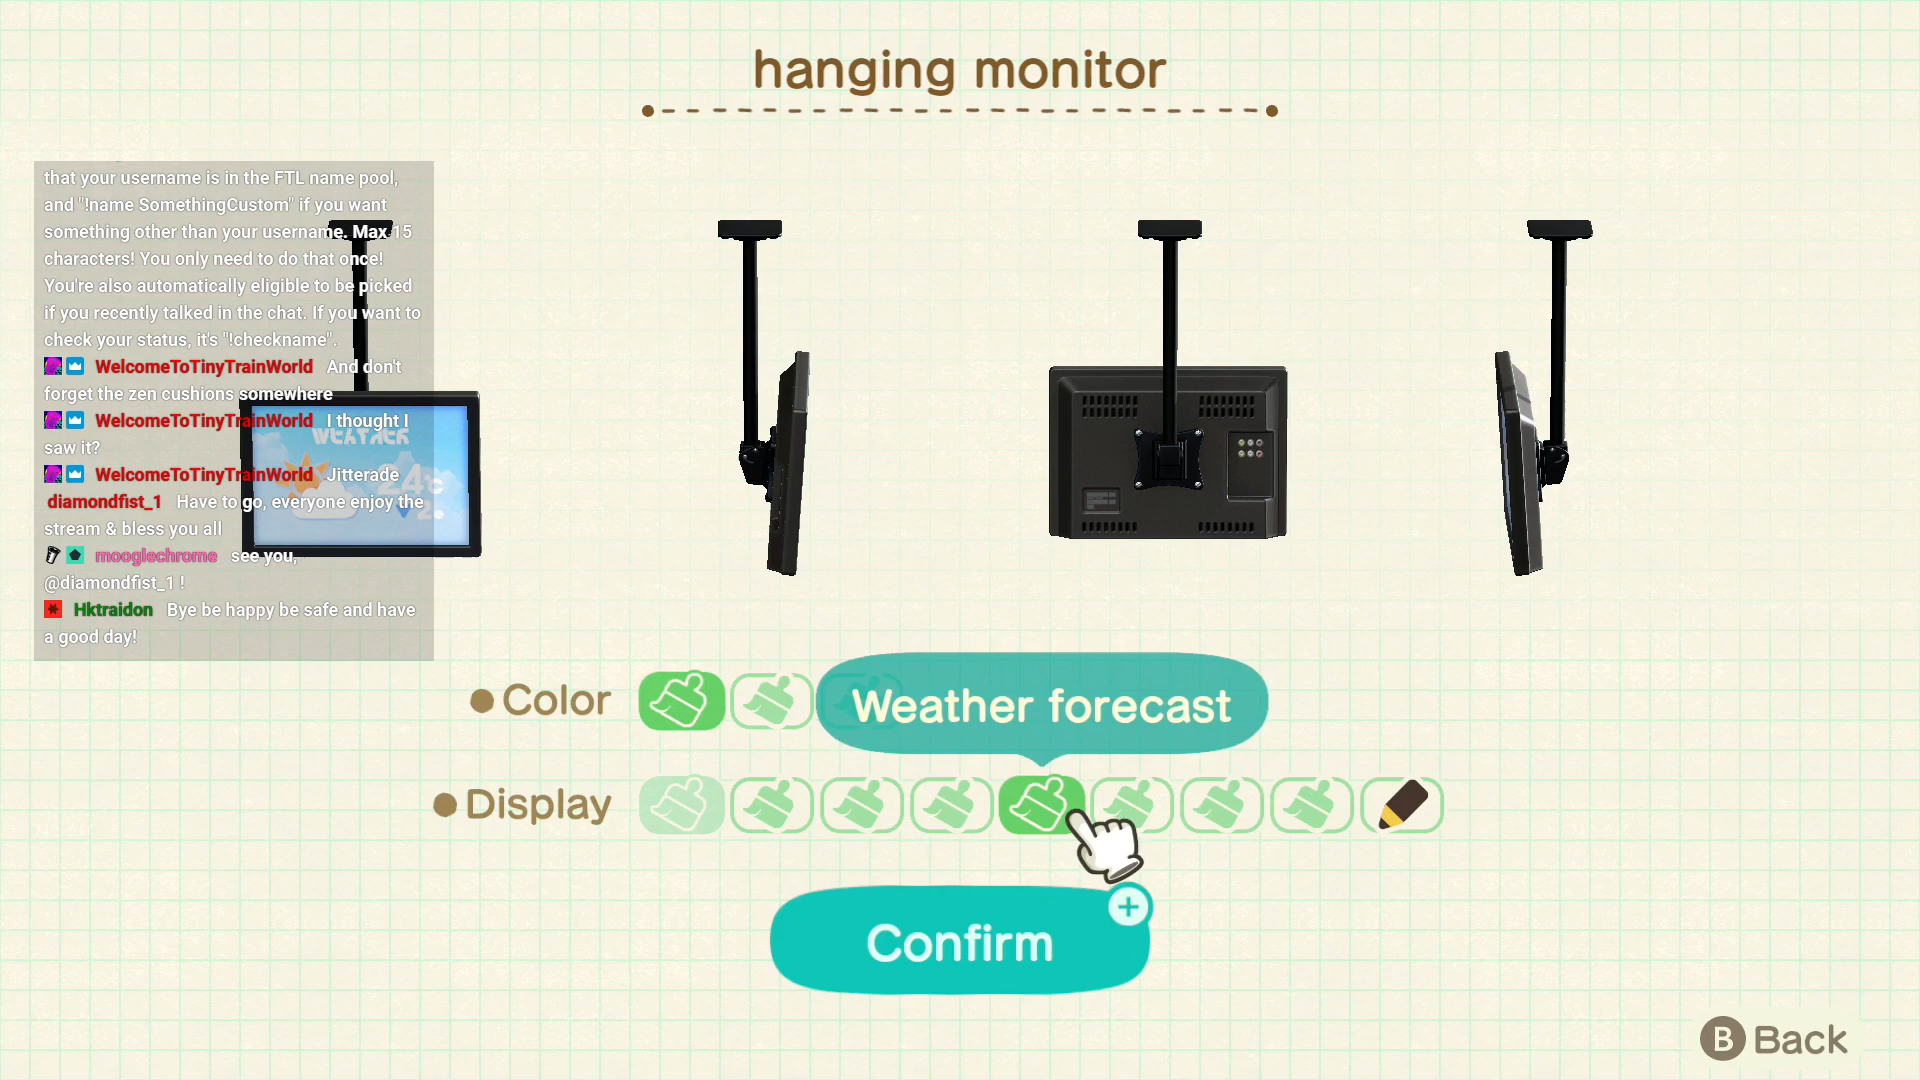 hanging monitor
that your username is in the FTL name pool,
and "!name SomethingCustom" if you want
something other than your username. Max 15
characters! You only need to do that once!
You're also automatically eligible to be picked
if you recently talked in the chat. If you want to
check your status, it's "!checkname".
WelcomeToTinyTrainWorld And don't
forget the zen cushions somewhere
WelcomeToTinyTrainWorld I thought I
saw it?
WelcomeToTinyTrainWorld Jitterade
diamondfist_1 Have to go, everyone enjoy the
stream & bless you all
mooglechrome see you,
@diamondfist_1 !
Hktraidon Bye be happy be safe and have
a good day!
WEATHER
24°C
Color
Weather forecast
Display
Confirm
B Back